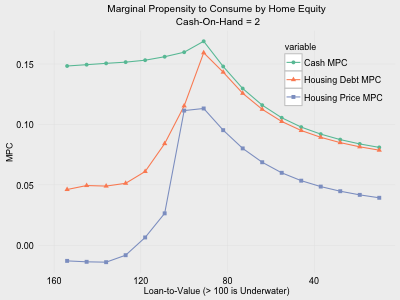 Marginal Propensity to Consume by Home Equity
Cash-On-Hand = 2
variable
Cash MPC
Housing Debt MPC
Housing Price MPC
MPC
0.15
0.10
0.05
0.00
160
120
80
40
Loan-to-Value (> 100 is Underwater)